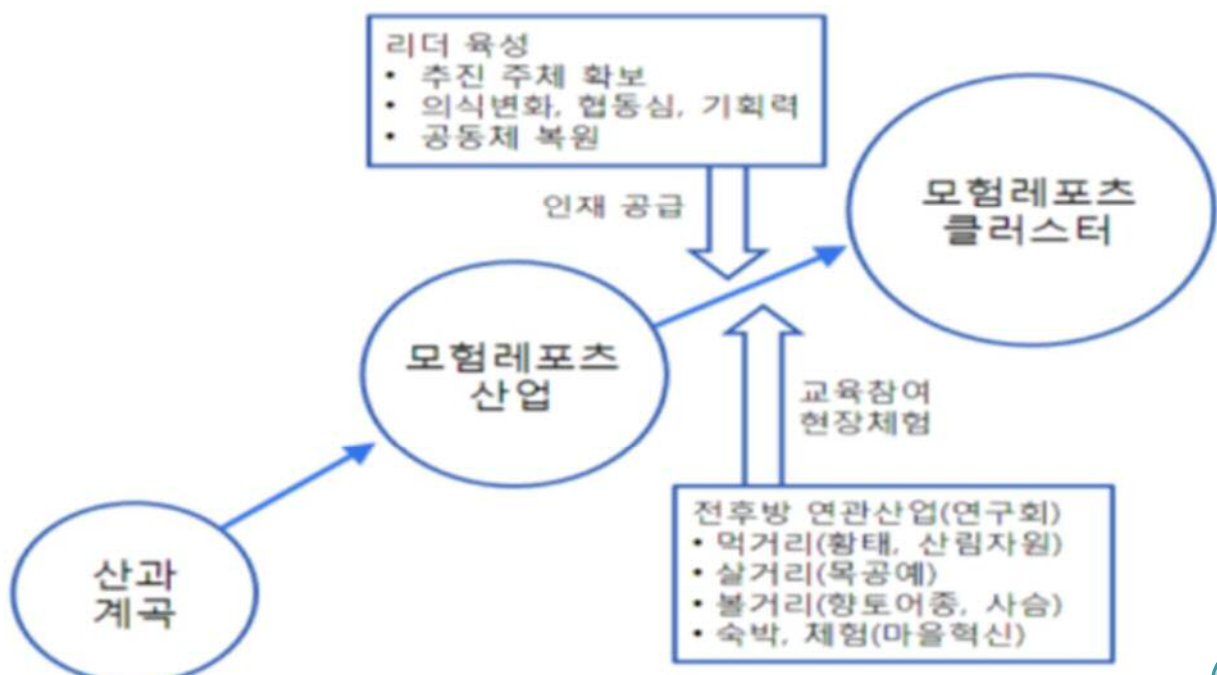 리더 육성
• 추진 주체 확보
• 의식변화, 협동심, 기획력
• 공동체 복원
인재 공급
모험레포츠
클러스터
모험레포츠
산업
교육참여
현장체험
산과
계곡
전후방 연관산업(연구회)
• 먹거리(황태, 산림자원)
• 살거리(목공예)
• 볼거리(향토어종, 사슴)
• 숙박, 체험(마을혁신)